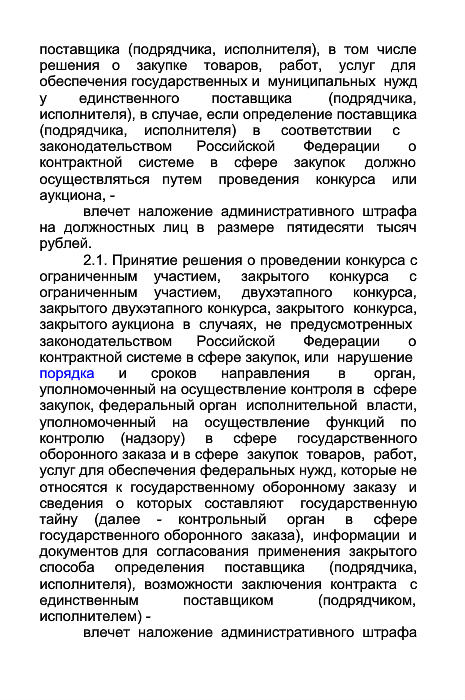 поставщика (подрядчика, исполнителя), в том числе
решения о закупке товаров, работ, услуг для
обеспечения государственных и муниципальных нужд
у единственного поставщика (подрядчика,
исполнителя), в случае, если определение поставщика
(подрядчика, исполнителя) в соответствии с
законодательством Российской Федерации о
контрактной системе в сфере закупок должно
осуществляться путем проведения конкурса или
аукциона, -
влечет наложение административного штрафа
на должностных лиц в размере пятидесяти тысяч
рублей.
2.1. Принятие решения о проведении конкурса с
ограниченным участием, закрытого конкурса с
ограниченным участием, двухэтапного конкурса,
закрытого двухэтапного конкурса, закрытого конкурса,
закрытого аукциона в случаях, не предусмотренных
законодательством Российской Федерации о
контрактной системе в сфере закупок, или нарушение
порядка и сроков направления в орган,
уполномоченный на осуществление контроля в сфере
закупок, федеральный орган исполнительной власти,
уполномоченный на осуществление функций по
контролю (надзору) в сфере государственного
оборонного заказа и в сфере закупок товаров, работ,
услуг для обеспечения федеральных нужд, которые не
относятся к государственному оборонному заказу и
сведения о которых составляют государственную
тайну (далее - контрольный орган в сфере
государственного оборонного заказа), информации и
документов для согласования применения закрытого
способа определения поставщика (подрядчика,
исполнителя), возможности заключения контракта с
единственным поставщиком (подрядчиком,
исполнителем) -
влечет наложение административного штрафа